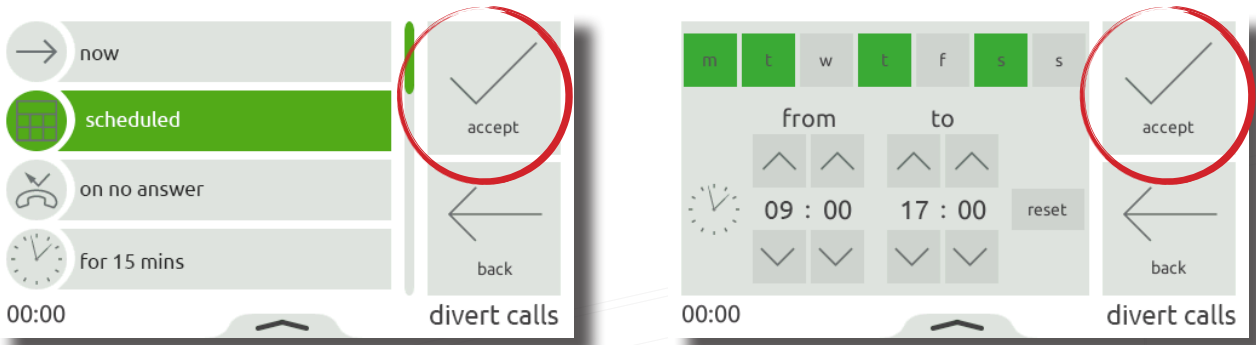 now
scheduled
accept
on no answer
for 15 mins
back
00:00
divert calls
m t w t f s s
from to
accept
09 : 00 17 : 00 reset
back
00:00
divert calls